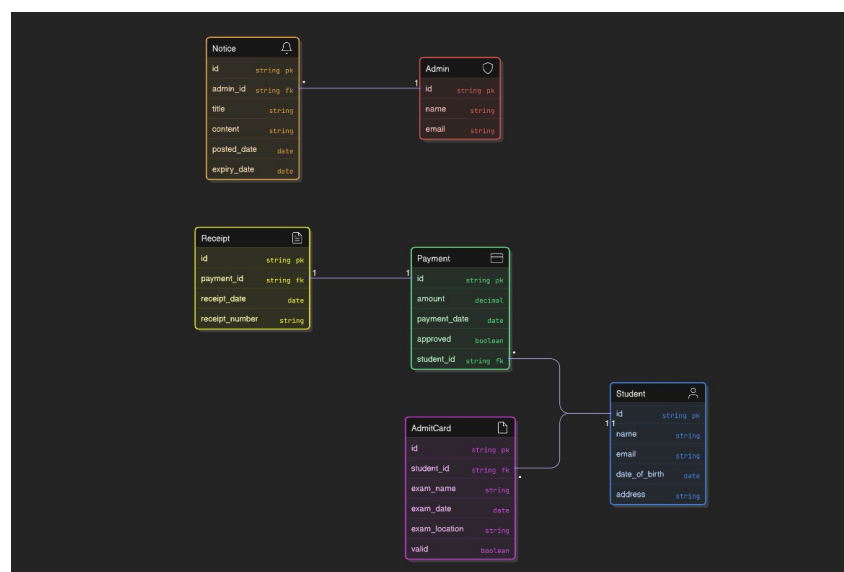 Notice
id string pk
admin_id string fk
title string
content string
posted_date date
expiry_date date
*
1
Admin
id string pk
name string
email string
Receipt
id string pk
payment_id string fk
receipt_date date
receipt_number string
1
1
Payment
id string pk
amount decimal
payment_date date
approved boolean
student_id string fk
*
Student
id string pk
1 1
name string
email string
date_of_birth date
address string
AdmitCard
id string pk
student_id string fk
*
exam_name string
exam_date date
exam_location string
valid boolean